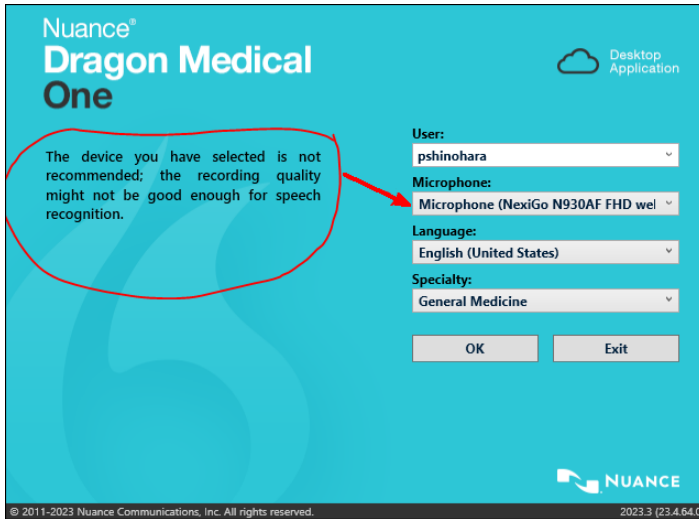 Nuance®
Dragon Medical
One
Desktop
Application
The device you have selected is not
recommended; the recording quality
might not be good enough for speech
recognition.
User:
pshinohara
Microphone:
Microphone (NexiGo N930AF FHD wel
Language:
English (United States)
Specialty:
General Medicine
OK
Exit
NUANCE
© 2011-2023 Nuance Communications, Inc. All rights reserved.
2023.3 (23.4.64.0